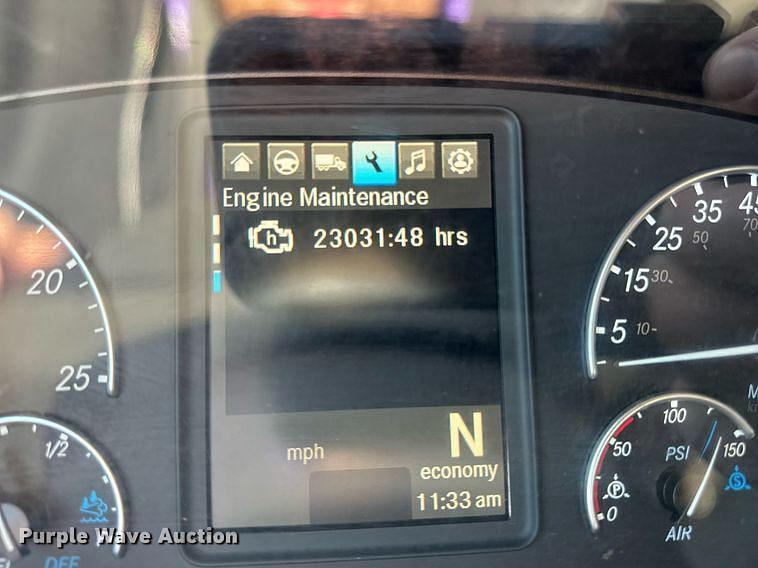 Engine Maintenance
h 23031:48 hrs
20
25
1/2
DEF
mph
N
economy
11:33 am
5 10
15 30
25 50
35
45 70
0
50
100
150
PSI
P
S
AIR
Purple Wave Auction